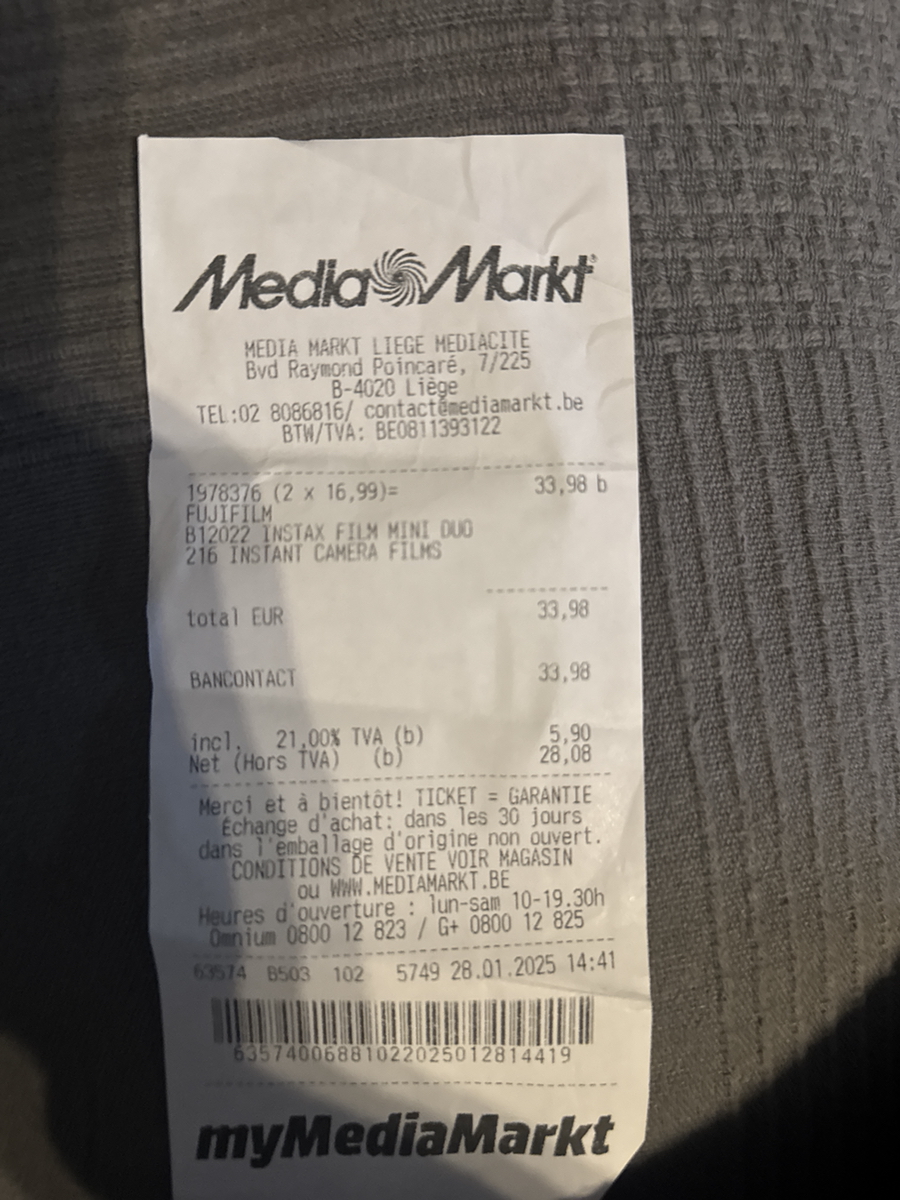 Media Markt®
MEDIA MARKT LIEGE MEDIACITE
Bvd Raymond Poincaré, 7/225
B-4020 Liège
TEL:02 8086816/ contact@mediamarkt.be
BTW/TVA: BE0811393122
1978376 (2 x 16,99)= 33,98 b
FUJIFILM
B12022 INSTAX FILM MINI DUO
216 INSTANT CAMERA FILMS
total EUR 33,98
BANCONTACT 33,98
incl. 21,00% TVA (b) 5,90
Net (Hors TVA) (b) 28,08
Merci et à bientôt! TICKET = GARANTIE
Échange d'achat: dans les 30 jours
dans l'emballage d'origine non ouvert.
CONDITIONS DE VENTE VOIR MAGASIN
ou WWW.MEDIAMARKT.BE
Heures d'ouverture : lun-sam 10-19.30h
Omnium 0800 12 823 / G+ 0800 12 825
63574 B503 102 5749 28.01.2025 14:41
6357400688102202501281​4419
myMediaMarkt